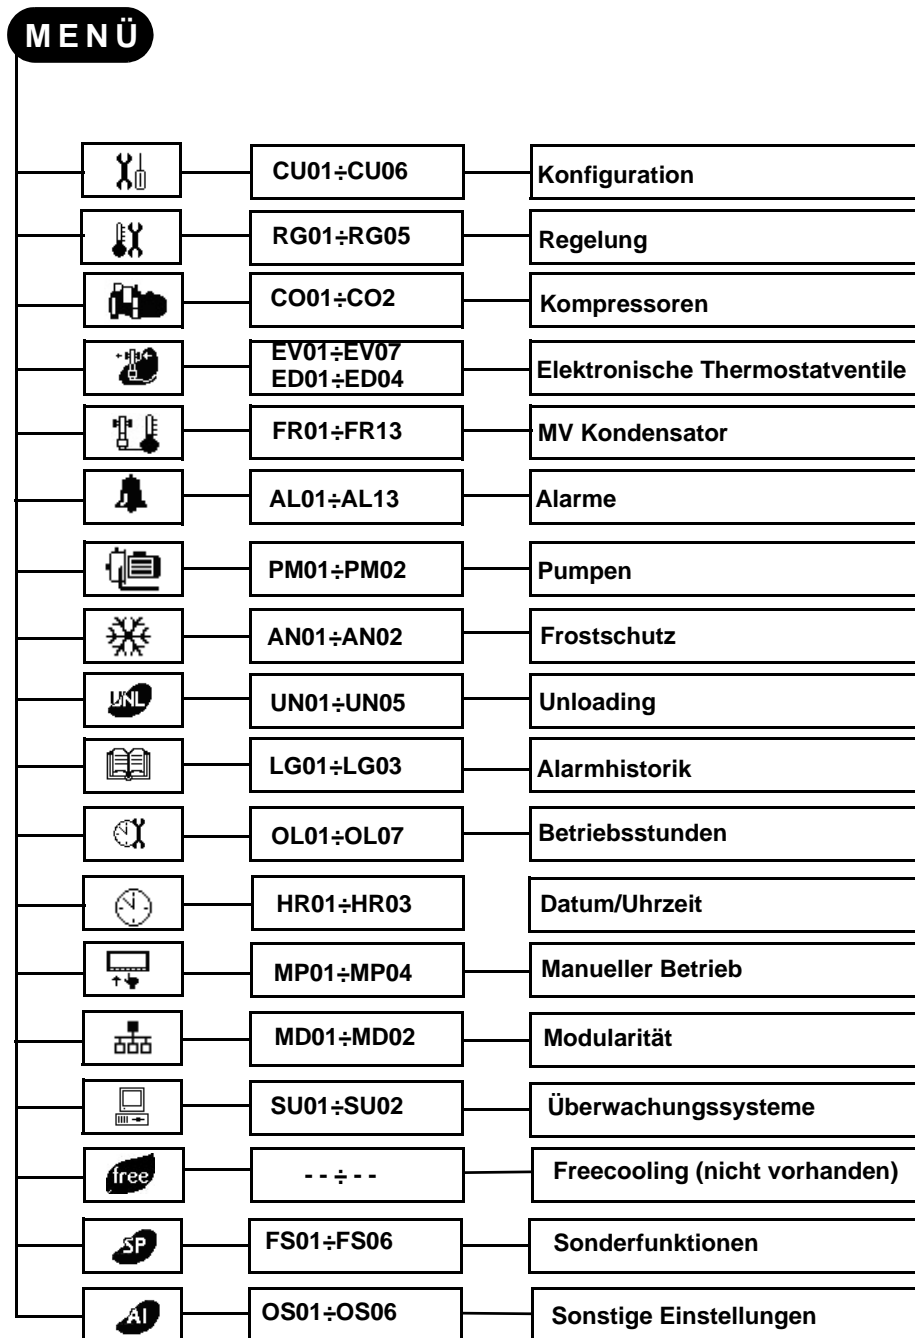 MENÜ
CU01÷CU06 Konfiguration
RG01÷RG05 Regelung
CO01÷CO2 Kompressoren
EV01÷EV07
ED01÷ED04 Elektronische Thermostatventile
FR01÷FR13 MV Kondensator
AL01÷AL13 Alarme
PM01÷PM02 Pumpen
AN01÷AN02 Frostschutz
UNL UN01÷UN05 Unloading
LG01÷LG03 Alarmhistorik
OL01÷OL07 Betriebsstunden
HR01÷HR03 Datum/Uhrzeit
MP01÷MP04 Manueller Betrieb
MD01÷MD02 Modularität
SU01÷SU02 Überwachungssysteme
free - - ÷ - - Freecooling (nicht vorhanden)
SP FS01÷FS06 Sonderfunktionen
AI OS01÷OS06 Sonstige Einstellungen